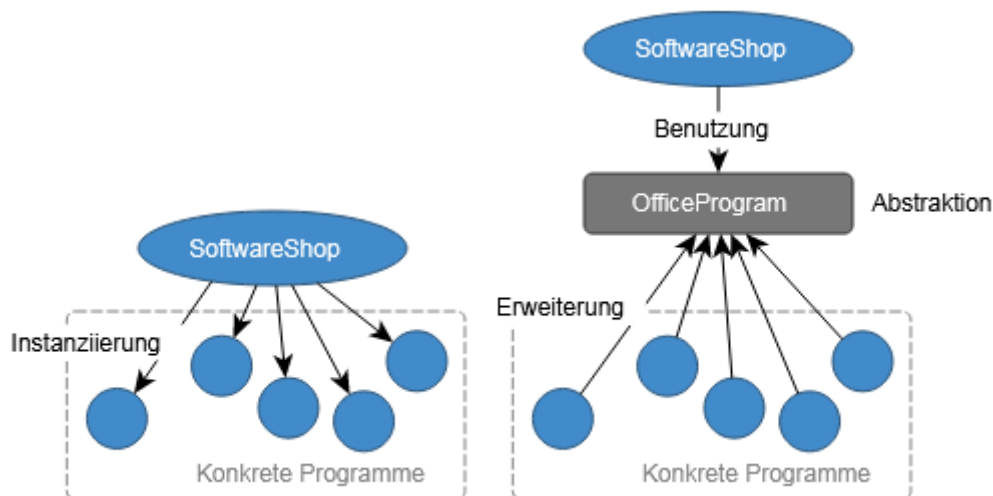 SoftwareShop
Instanziierung
Konkrete Programme
SoftwareShop
Benutzung
OfficeProgram
Abstraktion
Erweiterung
Konkrete Programme